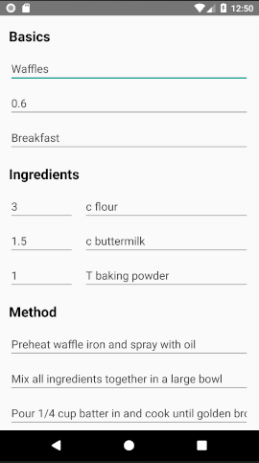 12:50
Basics
Waffles
0.6
Breakfast
Ingredients
3 c flour
1.5 c buttermilk
1 T baking powder
Method
Preheat waffle iron and spray with oil
Mix all ingredients together in a large bowl
Pour 1/4 cup batter in and cook until golden bro